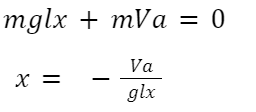 mglx + mVa = 0
x = − Va/glx